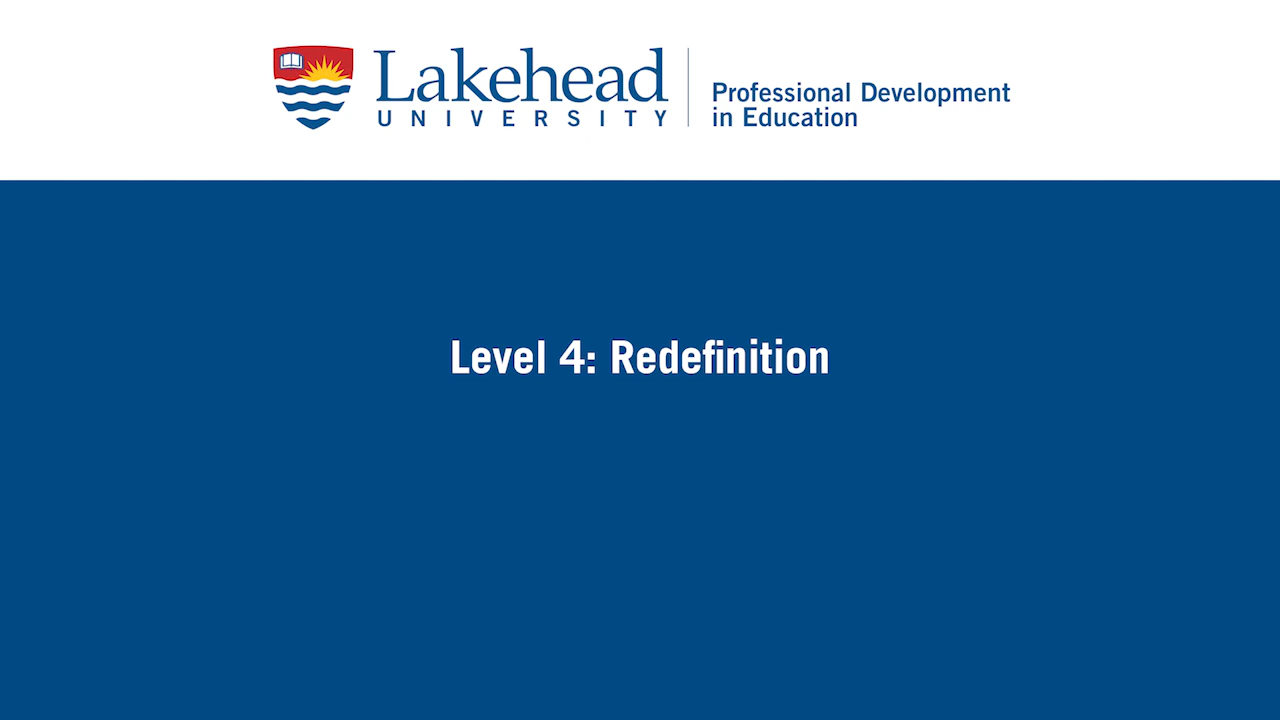 Lakehead
UNIVERSITY
Professional Development
in Education
Level 4: Redefinition